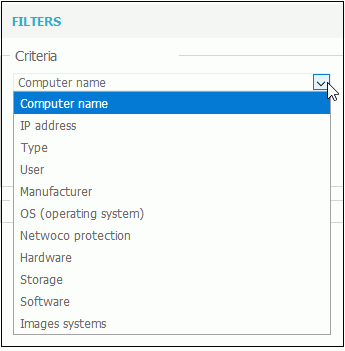 FILTERS
Criteria
Computer name
Computer name
IP address
Type
User
Manufacturer
OS (operating system)
Netwoco protection
Hardware
Storage
Software
Images systems